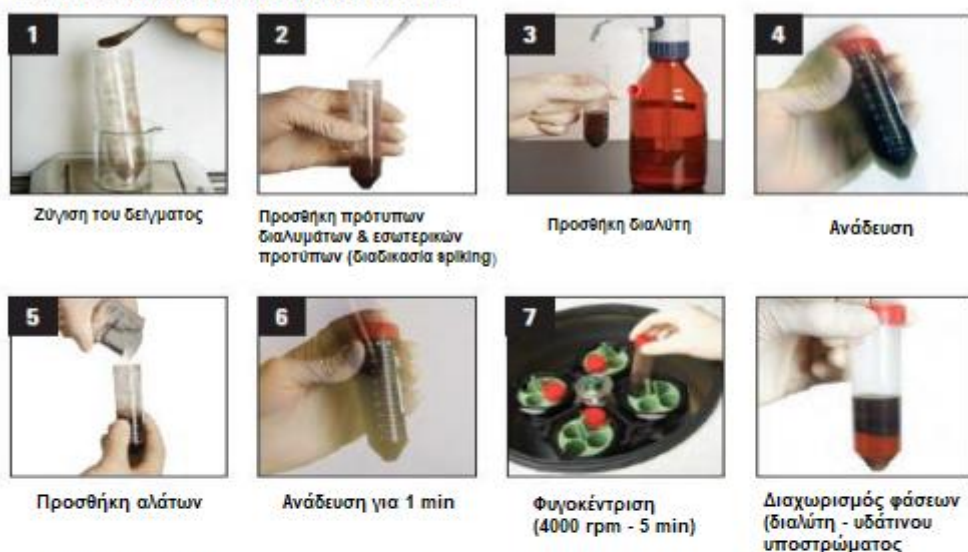 1
Ζύγιση του δείγματος
2
Προσθήκη πρότυπων
διαλυμάτων & εσωτερικών
προτύπων (διαδικασία spiking)
3
Προσθήκη διαλύτη
4
Ανάδευση
5
Προσθήκη αλάτων
6
Ανάδευση για 1 min
7
Φυγοκέντριση
(4000 rpm - 5 min)
Διαχωρισμός φάσεων
(διαλύτη - υδάτινου
υποστρώματος